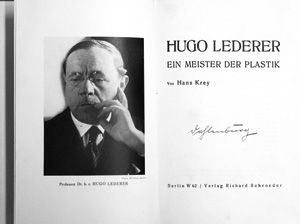 Professor Dr. h. c. HUGO LEDERER
HUGO LEDERER
EIN MEISTER DER PLASTIK
Von Hans Krey
Berlin W 62 / Verlag Richard Schroeder